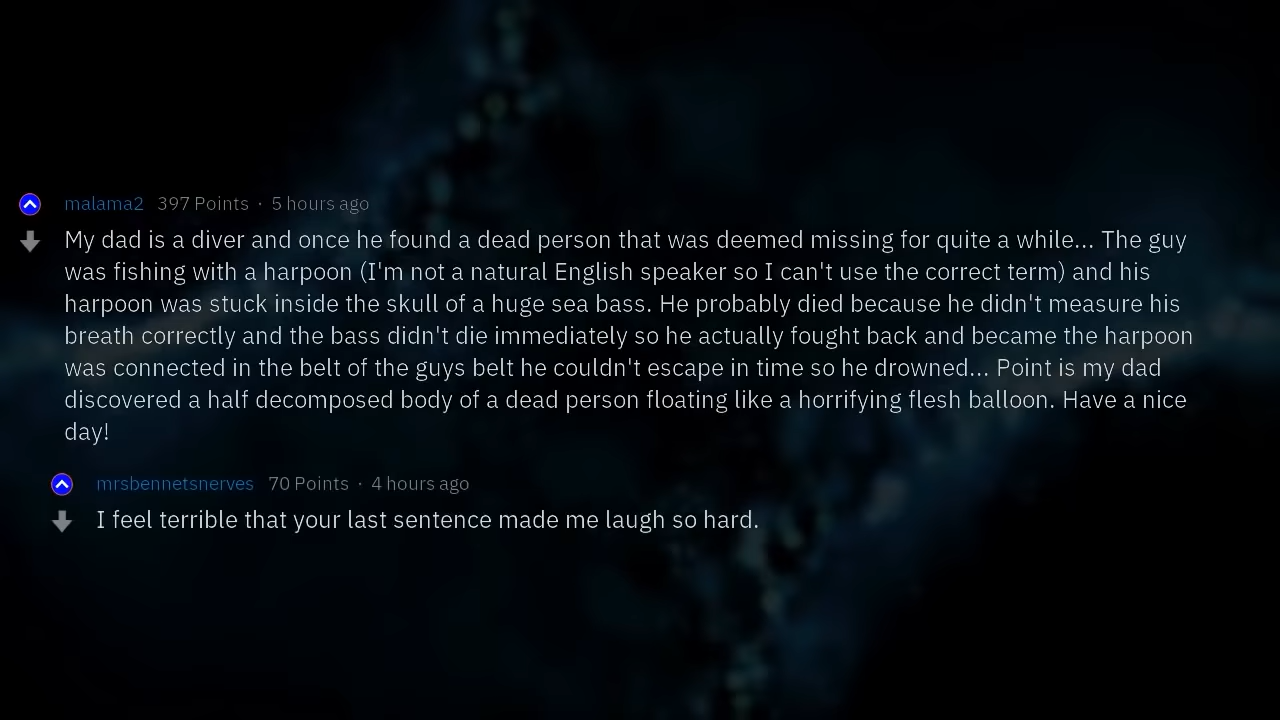 malama2 397 Points · 5 hours ago
My dad is a diver and once he found a dead person that was deemed missing for quite a while... The guy
was fishing with a harpoon (I'm not a natural English speaker so I can't use the correct term) and his
harpoon was stuck inside the skull of a huge sea bass. He probably died because he didn't measure his
breath correctly and the bass didn't die immediately so he actually fought back and became the harpoon
was connected in the belt of the guys belt he couldn't escape in time so he drowned... Point is my dad
discovered a half decomposed body of a dead person floating like a horrifying flesh balloon. Have a nice
day!
mrsbennetsnerves 70 Points · 4 hours ago
I feel terrible that your last sentence made me laugh so hard.